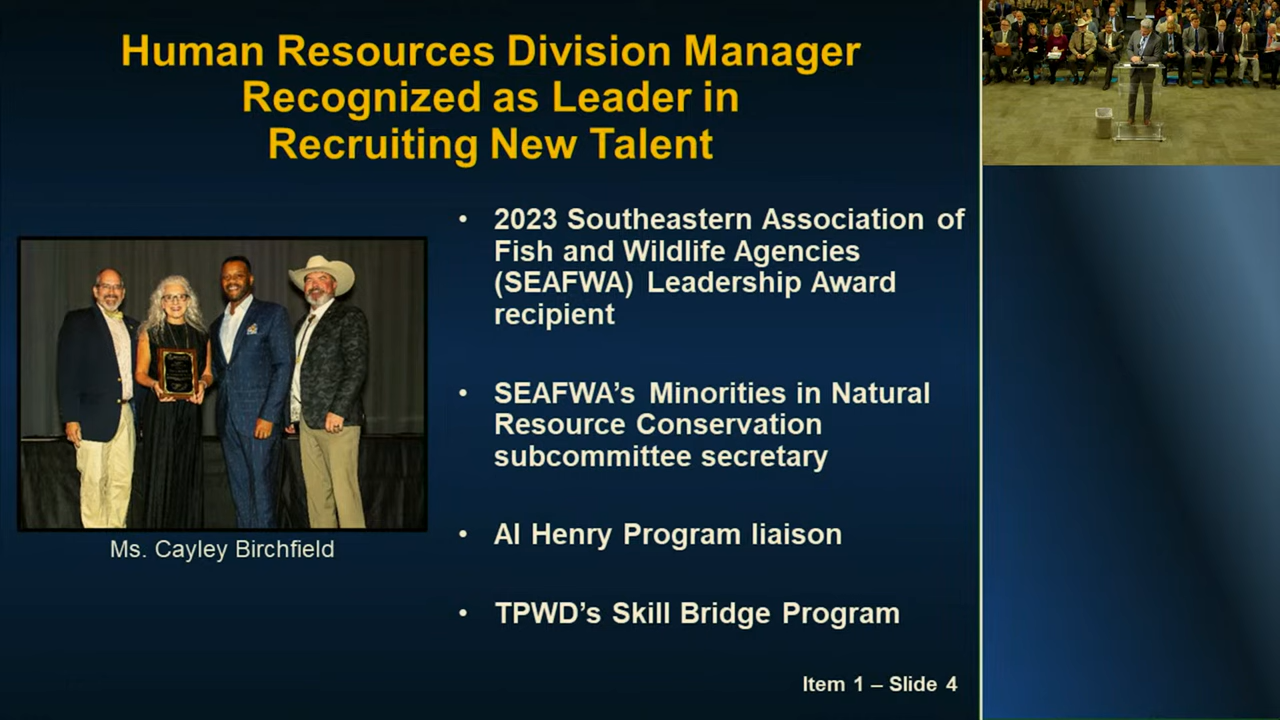 Human Resources Division Manager
Recognized as Leader in
Recruiting New Talent
• 2023 Southeastern Association of
Fish and Wildlife Agencies
(SEAFWA) Leadership Award
recipient
• SEAFWA’s Minorities in Natural
Resource Conservation
subcommittee secretary
• Al Henry Program liaison
• TPWD’s Skill Bridge Program
Ms. Cayley Birchfield
Item 1 – Slide 4